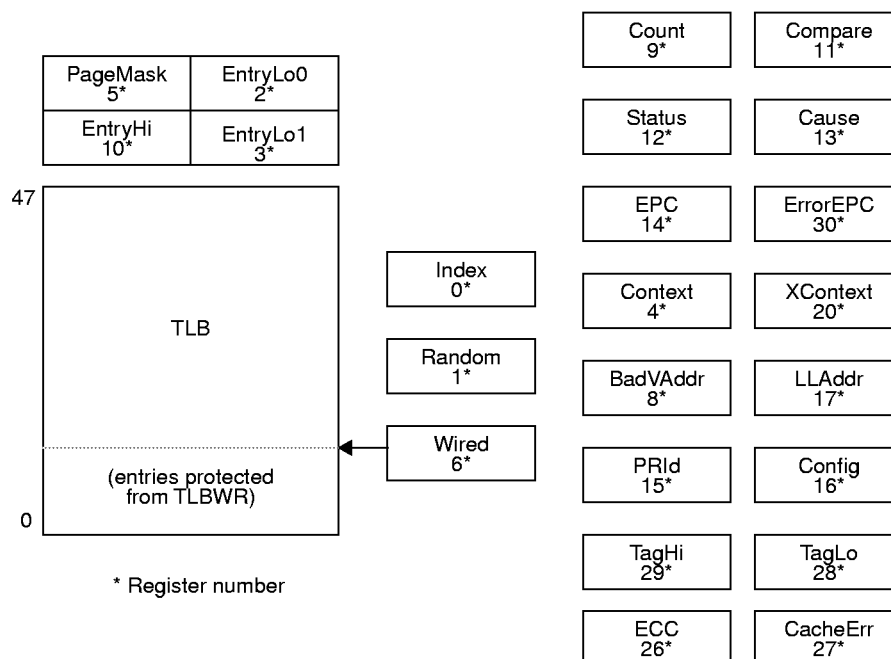 PageMask
5*
EntryLo0
2*
EntryHi
10*
EntryLo1
3*
47
TLB
(entries protected
from TLBWR)
0
* Register number
Index
0*
Random
1*
Wired
6*
Count
9*
Compare
11*
Status
12*
Cause
13*
EPC
14*
ErrorEPC
30*
Context
4*
XContext
20*
BadVAddr
8*
LLAddr
17*
PRId
15*
Config
16*
TagHi
29*
TagLo
28*
ECC
26*
CacheErr
27*